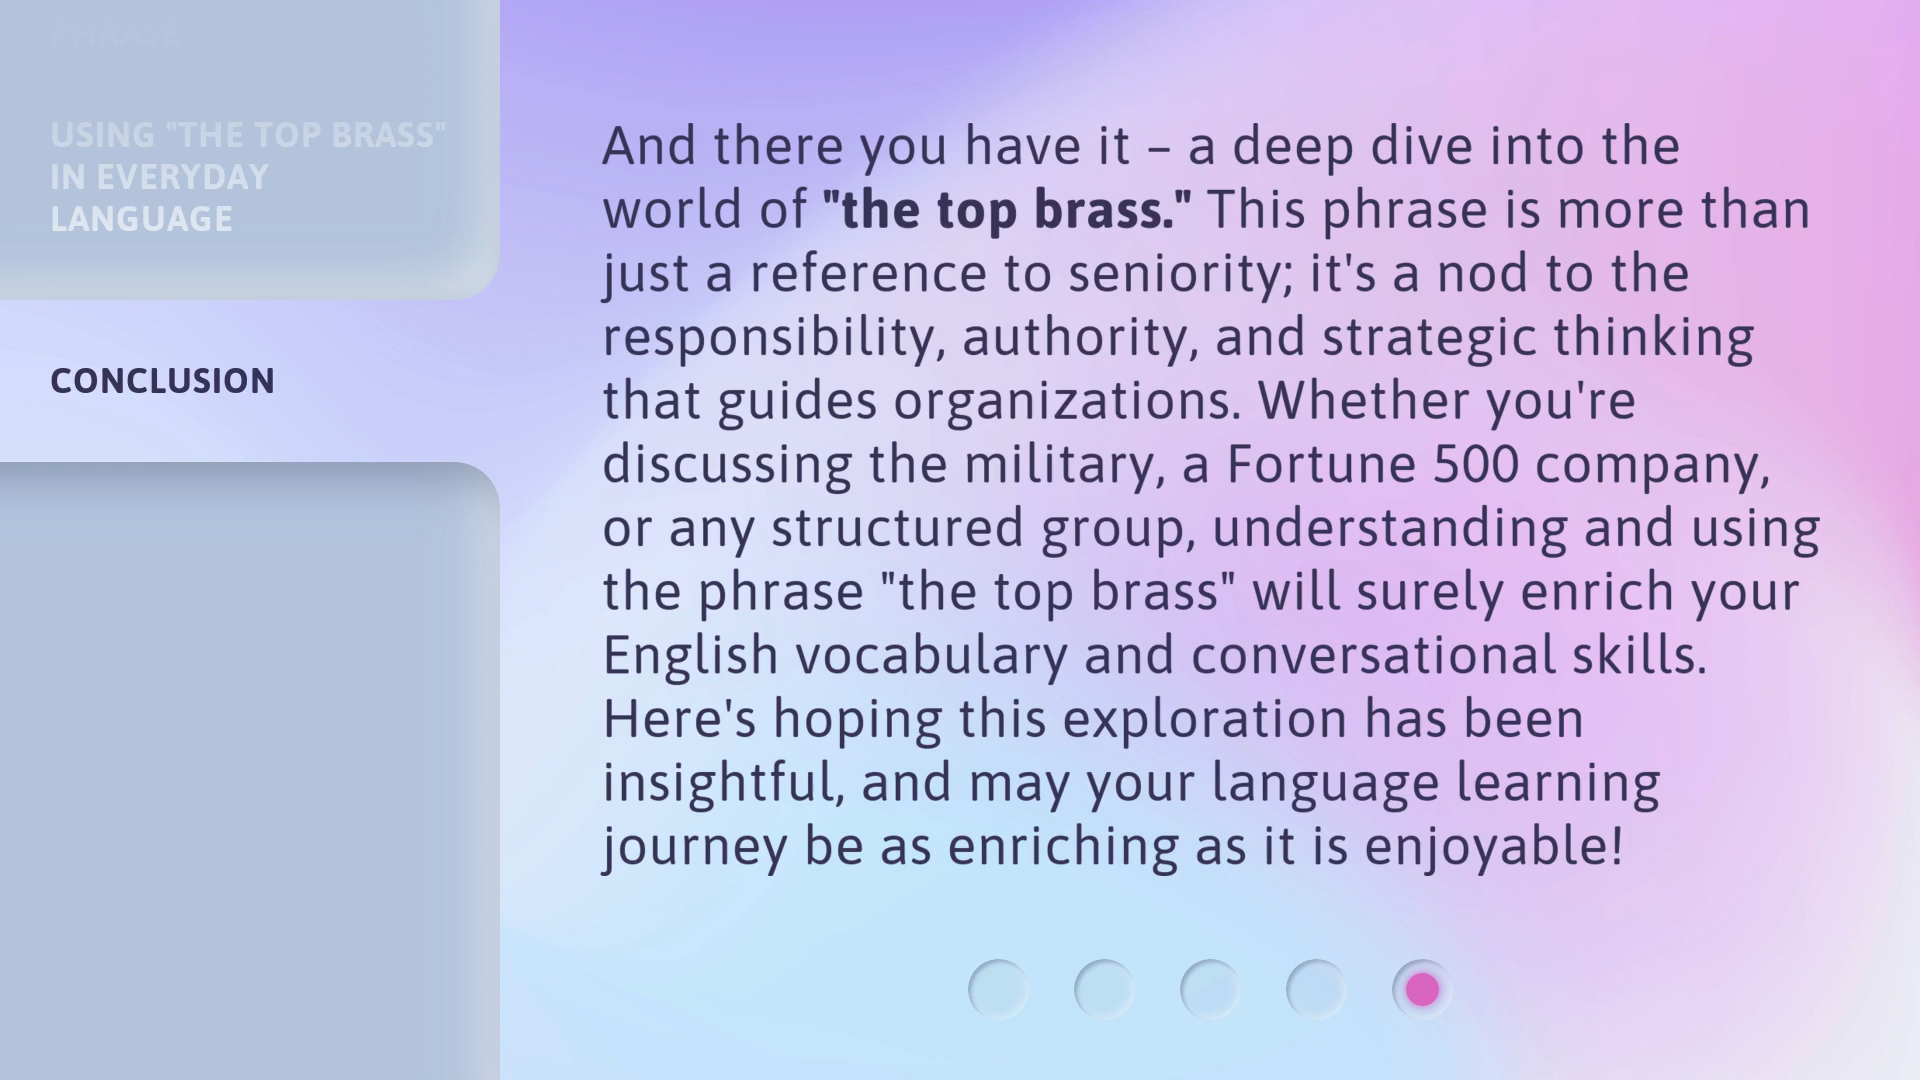 PHRASE
USING "THE TOP BRASS"
IN EVERYDAY
LANGUAGE
CONCLUSION
And there you have it – a deep dive into the
world of "the top brass." This phrase is more than
just a reference to seniority; it's a nod to the
responsibility, authority, and strategic thinking
that guides organizations. Whether you're
discussing the military, a Fortune 500 company,
or any structured group, understanding and using
the phrase "the top brass" will surely enrich your
English vocabulary and conversational skills.
Here's hoping this exploration has been
insightful, and may your language learning
journey be as enriching as it is enjoyable!